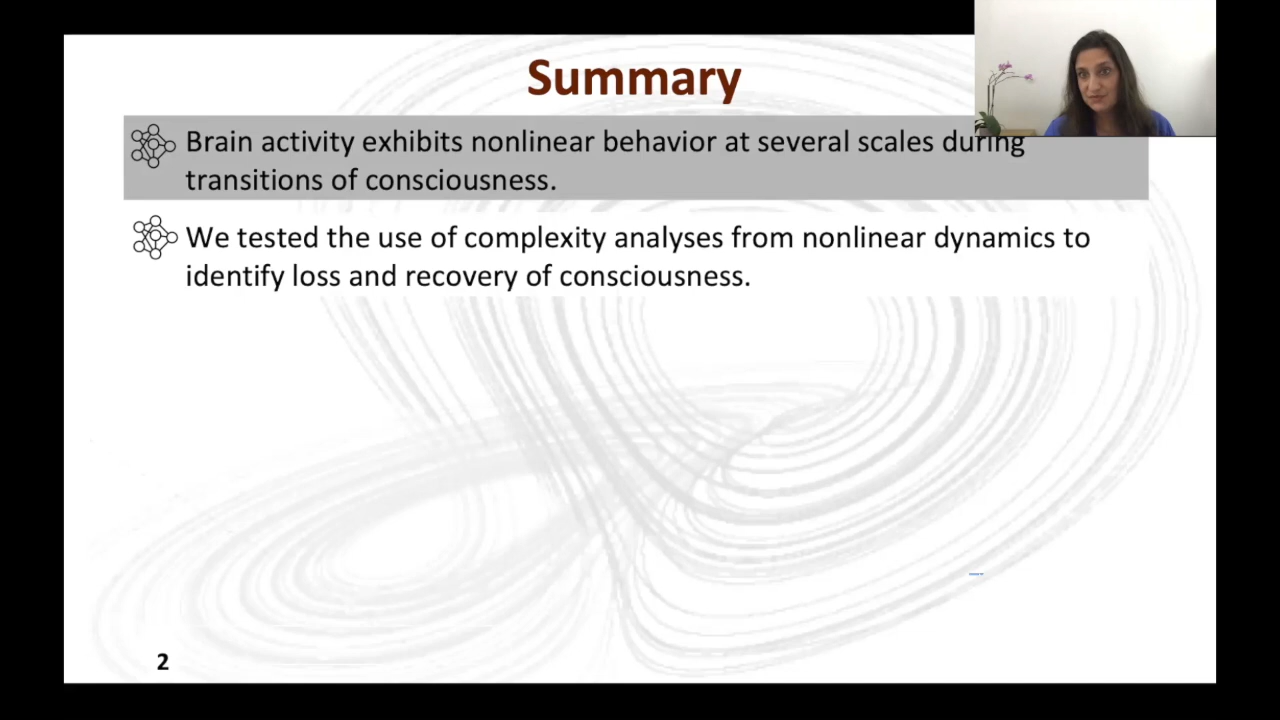 Summary
Brain activity exhibits nonlinear behavior at several scales during
transitions of consciousness.
We tested the use of complexity analyses from nonlinear dynamics to
identify loss and recovery of consciousness.
2